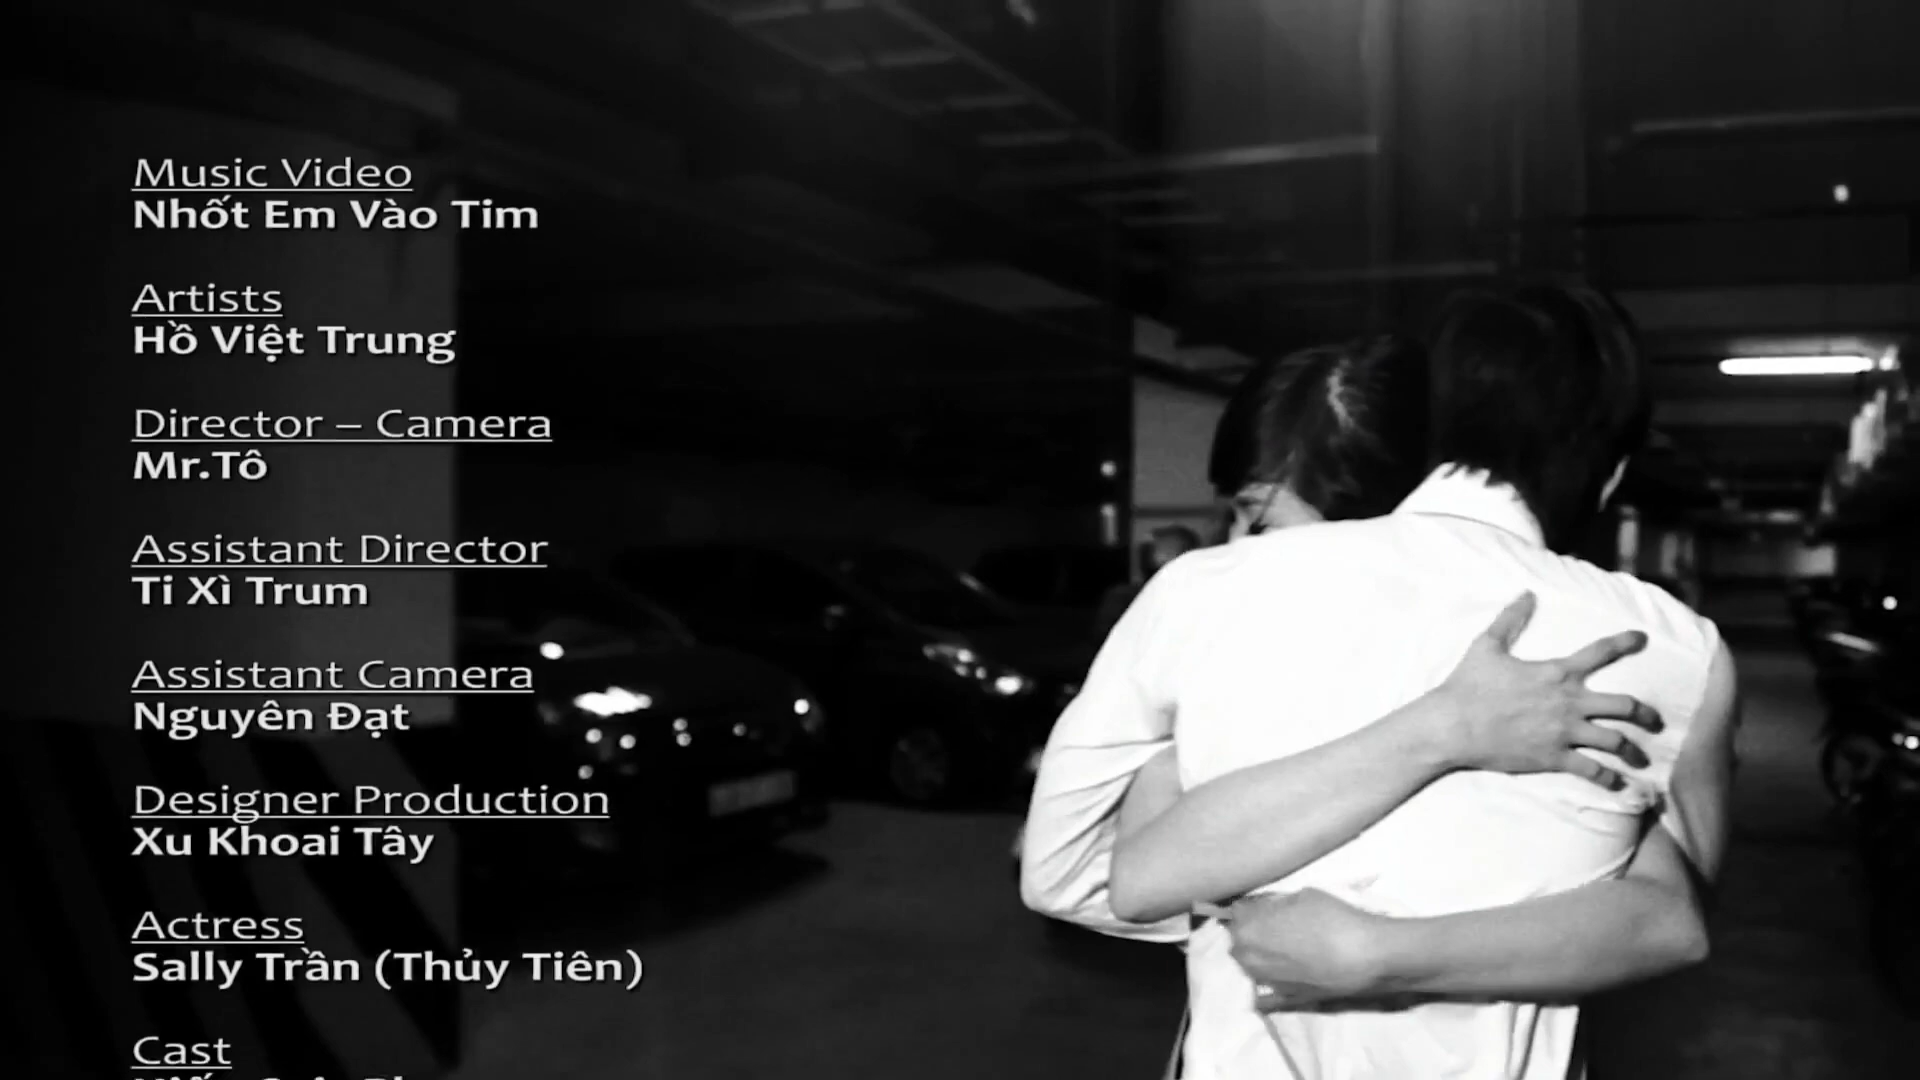 Music Video
Nhốt Em Vào Tim
Artists
Hồ Việt Trung
Director – Camera
Mr.Tô
Assistant Director
Ti Xì Trum
Assistant Camera
Nguyên Đạt
Designer Production
Xu Khoai Tây
Actress
Sally Trần (Thủy Tiên)
Cast